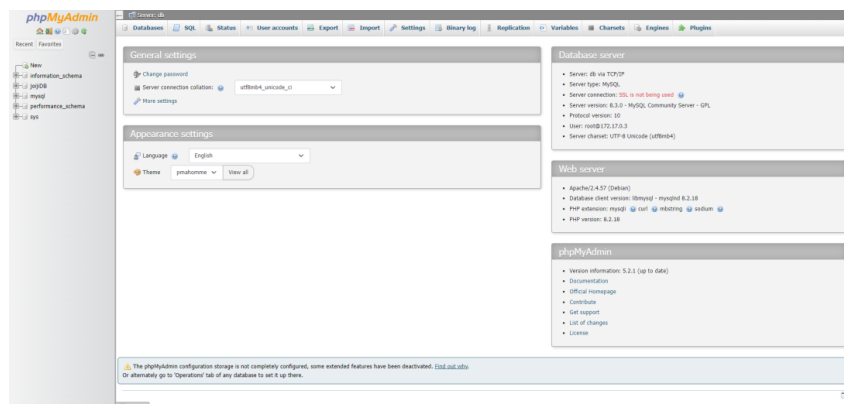 phpMyAdmin
Recent Favorites
New
information_schema
mysql
performance_schema
sys
Server: db
Databases SQL Status User accounts Export Import Settings Binary log Replication Variables Charsets Engines Plugins
General settings
Change password
Server connection collation: utf8mb4_unicode_ci
More settings
Appearance settings
Language English
Theme pmahomme View all
Database server
Server: db via TCP/IP
Server type: MySQL
Server connection: SSL is not being used
Server version: 8.3.0 - MySQL Community Server - GPL
Protocol version: 10
User: root@172.17.0.3
Server charset: UTF-8 Unicode (utf8mb4)
Web server
Apache/2.4.57 (Debian)
Database client version: libmysql - mysqlnd 8.2.18
PHP extension: mysqli curl mbstring sodium
PHP version: 8.2.18
phpMyAdmin
Version information: 5.2.1 (up to date)
Documentation
Official Homepage
Contribute
Get support
List of changes
License
The phpMyAdmin configuration storage is not completely configured, some extended features have been deactivated. Find out why.
Or alternately go to 'Operations' tab of any database to set it up there.